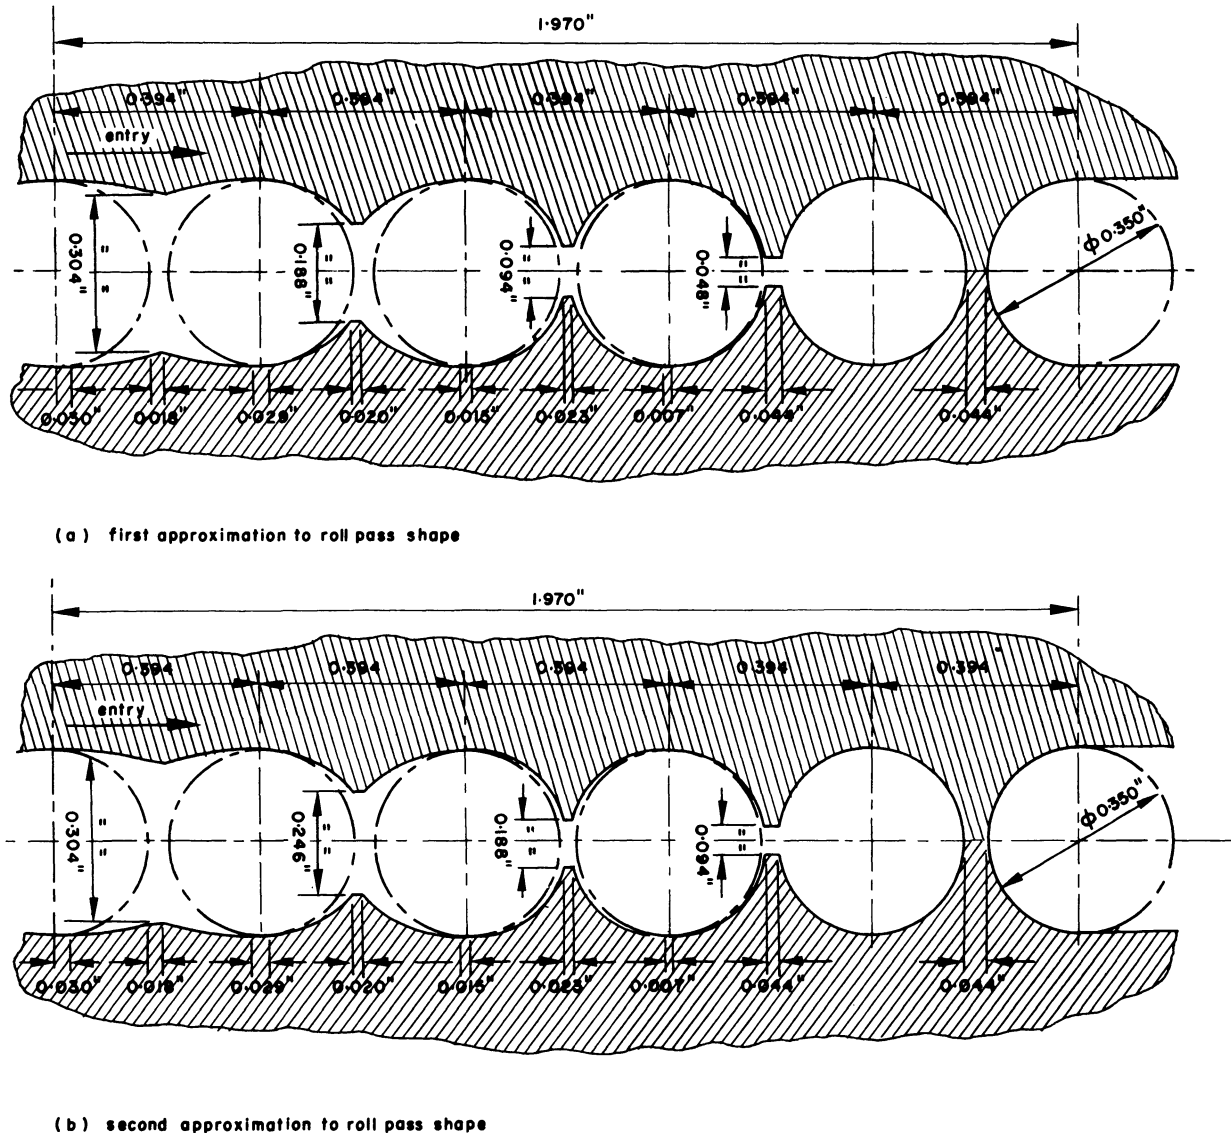 1·970"
0·394" 0·394" 0·394" 0·394" 0·394"
entry
0·304" 0·188" 0·094" 0·048" ϕ0·350"
0·030" 0·018" 0·029" 0·020" 0·015" 0·023" 0·007" 0·044" 0·044"
(a) first approximation to roll pass shape
1·970"
0·394 0·394 0·394 0·394 0·394"
entry
0·304" 0·246" 0·188" 0·094" ϕ0·350"
0·030" 0·018" 0·029" 0·020" 0·015" 0·023" 0·007" 0·044" 0·044"
(b) second approximation to roll pass shape